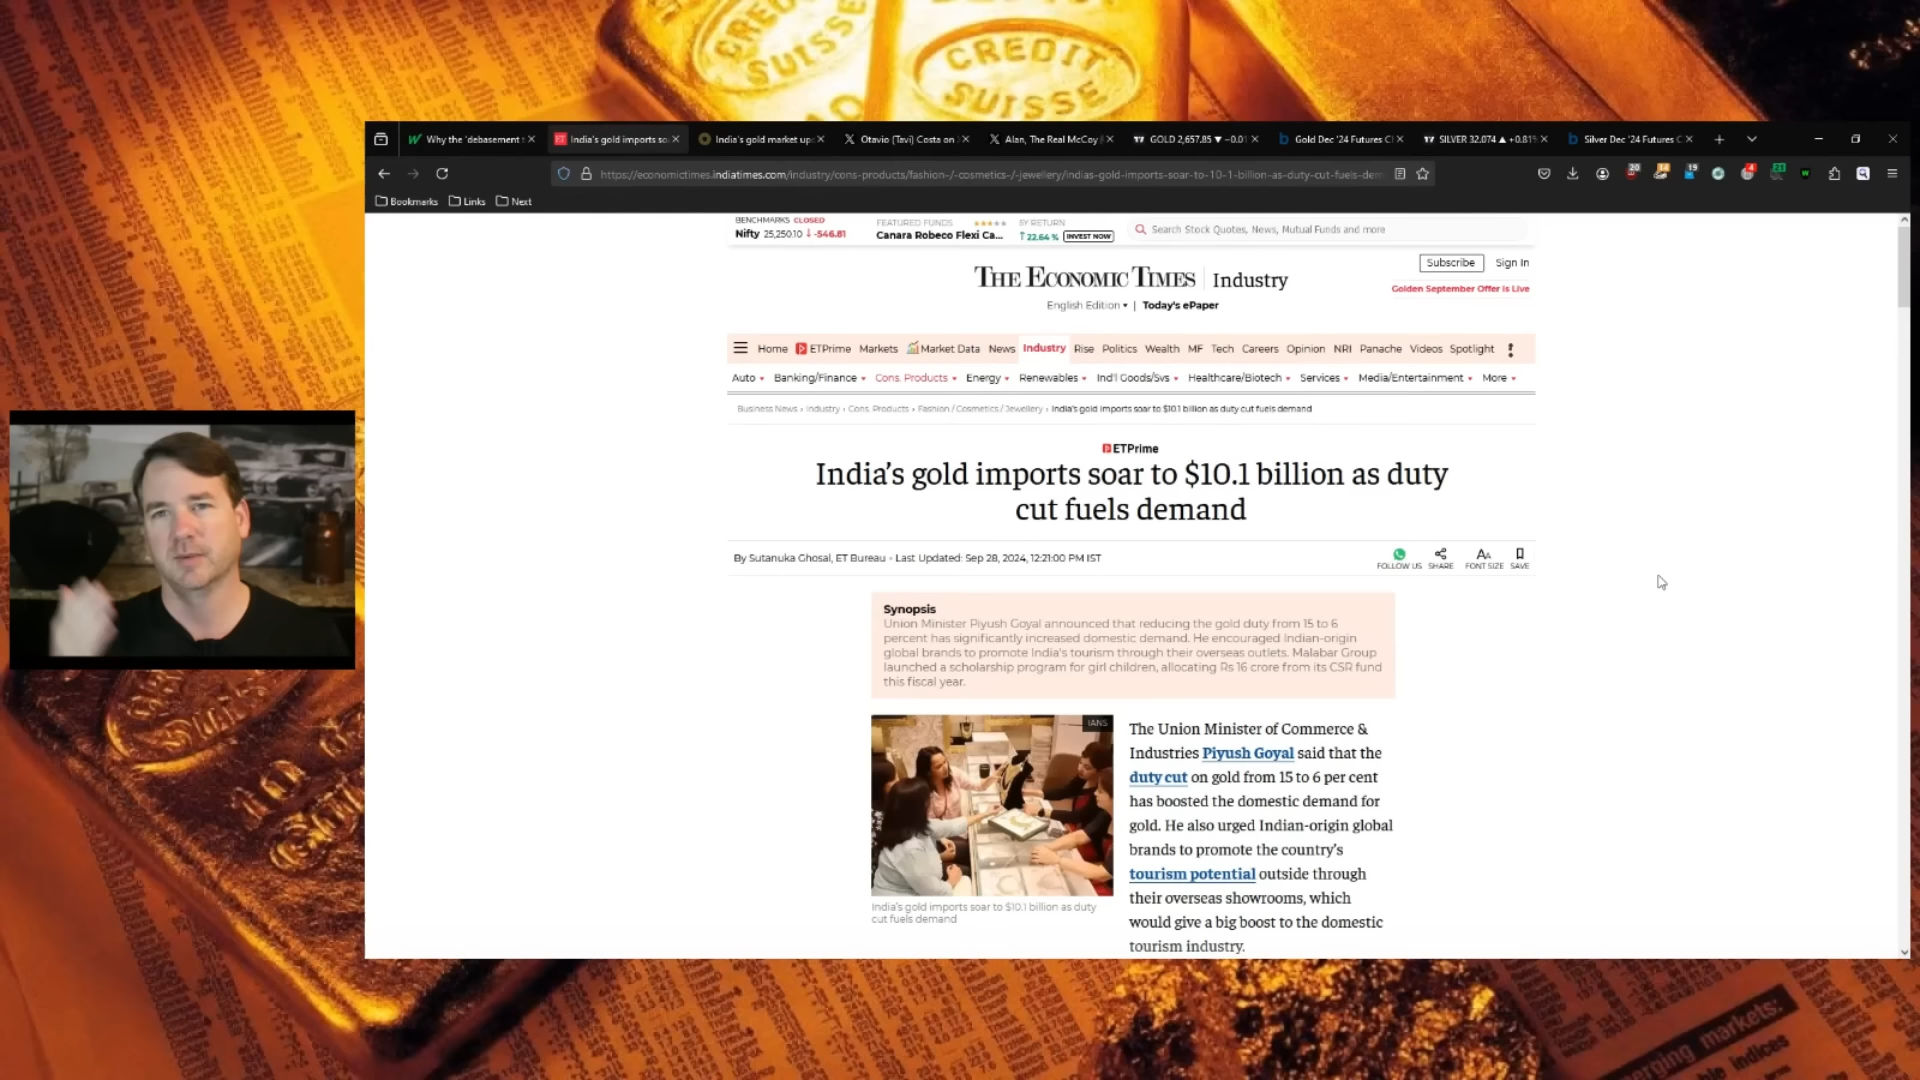 CREDIT
SUISSE
CREDIT
SUISSE
Why the 'debasement t
India's gold imports so
India's gold market up
Otavio (Tavi) Costa on
Alan, The Real McCoy
GOLD 2,657.85 ▼ −0.01
Gold Dec '24 Futures C
SILVER 32.074 ▲ +0.81%
Silver Dec '24 Futures C
https://economictimes.indiatimes.com/industry/cons-products/fashion-/-cosmetics-/-jewellery/indias-gold-imports-soar-to-10-1-billion-as-duty-cut-fuels-dem
Bookmarks Links Next
BENCHMARKS CLOSED
Nifty 25,250.10 -546.81
FEATURED FUNDS
Canara Robeco Flexi Ca...
5Y RETURN
22.64 % INVEST NOW
Search Stock Quotes, News, Mutual Funds and more
THE ECONOMIC TIMES | Industry
Subscribe Sign In
Golden September Offer is Live
English Edition | Today's ePaper
Home ETPrime Markets Market Data News Industry Rise Politics Wealth MF Tech Careers Opinion NRI Panache Videos Spotlight
Auto Banking/Finance Cons. Products Energy Renewables Ind'l Goods/Svs Healthcare/Biotech Services Media/Entertainment More
Business News › Industry › Cons. Products › Fashion / Cosmetics / Jewellery › India's gold imports soar to $10.1 billion as duty cut fuels demand
ETPrime
India's gold imports soar to $10.1 billion as duty
cut fuels demand
By Sutanuka Ghosal, ET Bureau • Last Updated: Sep 28, 2024, 12:21:00 PM IST
FOLLOW US SHARE FONT SIZE SAVE
Synopsis
Union Minister Piyush Goyal announced that reducing the gold duty from 15 to 6
percent has significantly increased domestic demand. He encouraged Indian-origin
global brands to promote India's tourism through their overseas outlets. Malabar Group
launched a scholarship program for girl children, allocating Rs 16 crore from its CSR fund
this fiscal year.
IANS
India's gold imports soar to $10.1 billion as duty
cut fuels demand
The Union Minister of Commerce &
Industries Piyush Goyal said that the
duty cut on gold from 15 to 6 per cent
has boosted the domestic demand for
gold. He also urged Indian-origin global
brands to promote the country's
tourism potential outside through
their overseas showrooms, which
would give a big boost to the domestic
tourism industry.
erging markets:
indices